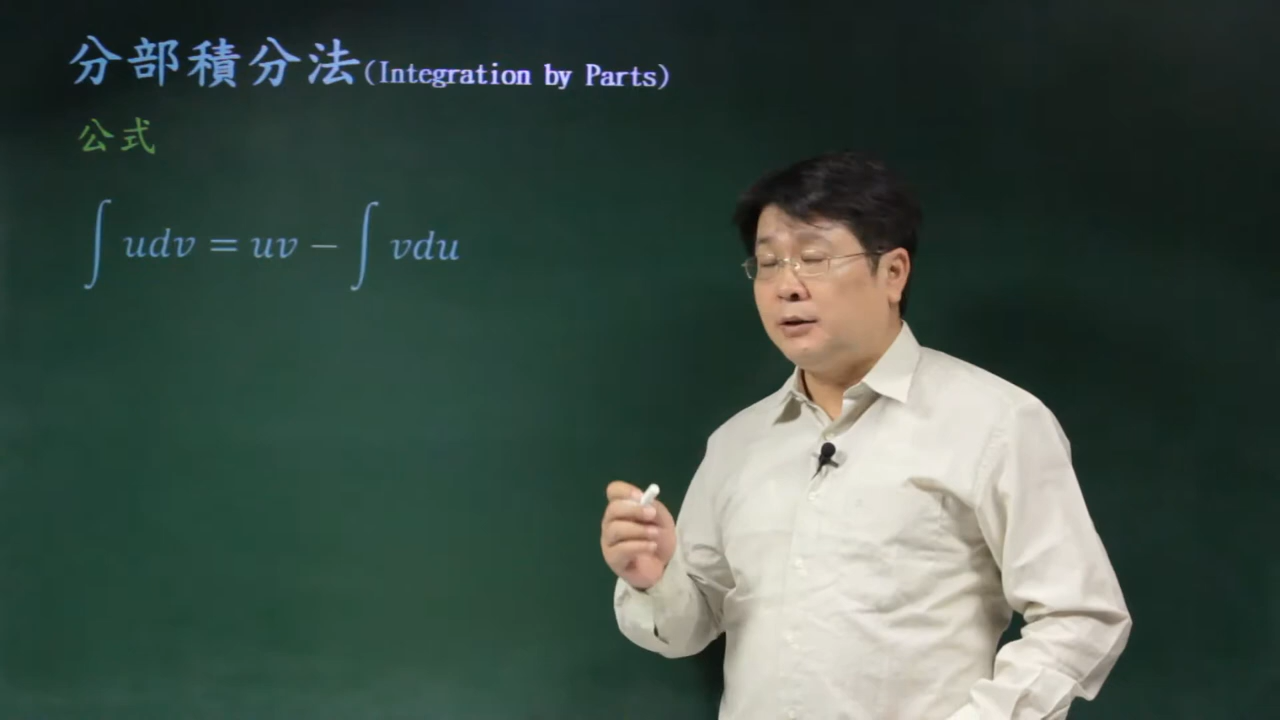 分部積分法(Integration by Parts)
公式
∫ udv = uv − ∫ vdu